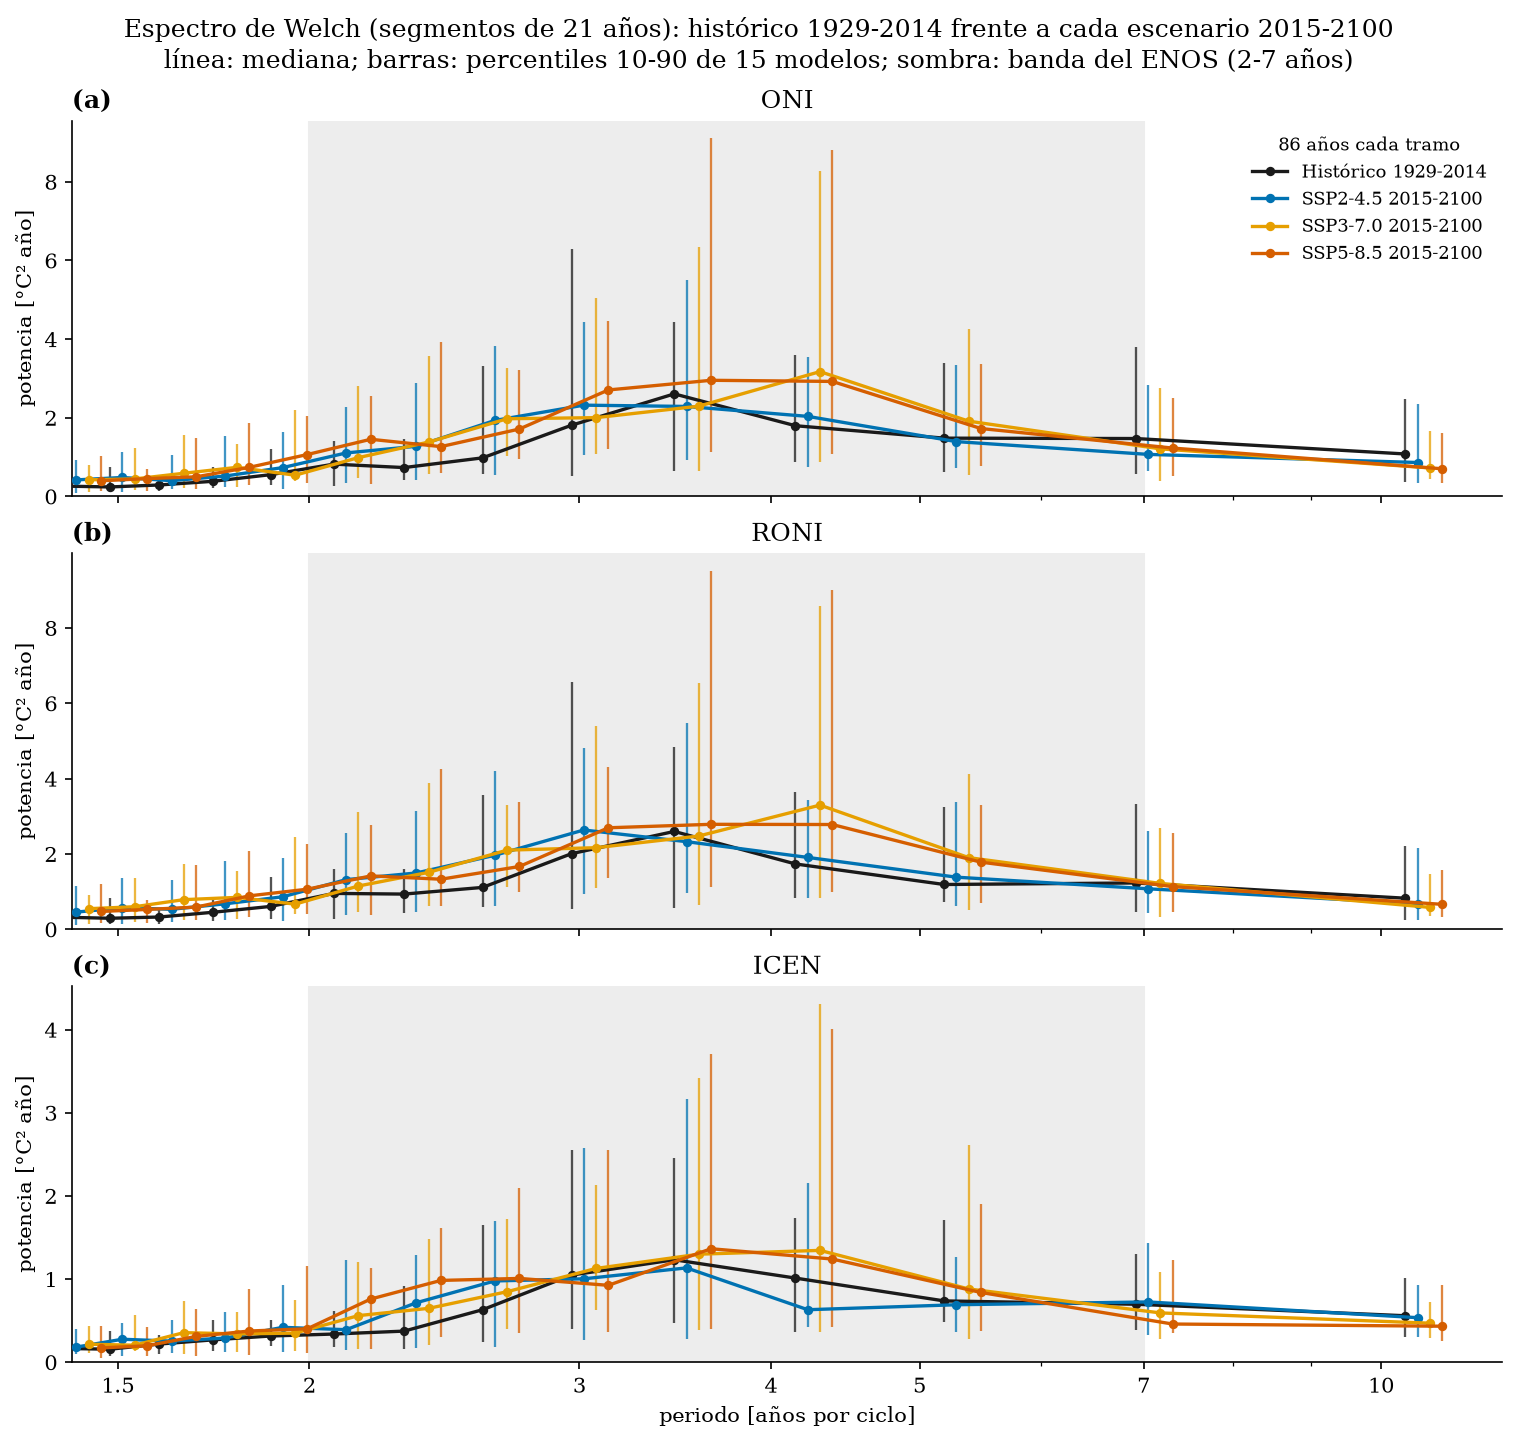 Espectro de Welch (segmentos de 21 años): histórico 1929-2014 frente a cada escenario 2015-2100
línea: mediana; barras: percentiles 10-90 de 15 modelos; sombra: banda del ENOS (2-7 años)
(a)
ONI
potencia [°C² año]
8
6
4
2
0
86 años cada tramo
Histórico 1929-2014
SSP2-4.5 2015-2100
SSP3-7.0 2015-2100
SSP5-8.5 2015-2100
(b)
RONI
potencia [°C² año]
8
6
4
2
0
(c)
ICEN
potencia [°C² año]
4
3
2
1
0
1.5 2 3 4 5 7 10
periodo [años por ciclo]